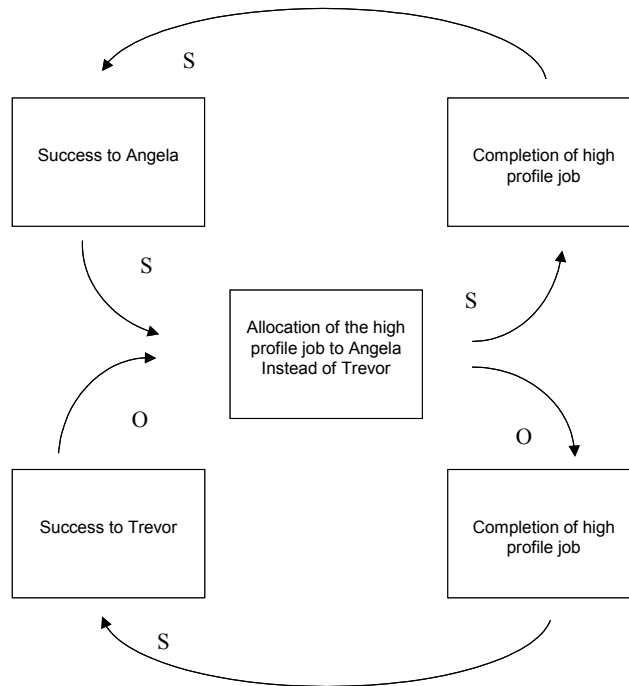 S
Success to Angela
Completion of high
profile job
S
S
Allocation of the high
profile job to Angela
Instead of Trevor
O
O
Success to Trevor
Completion of high
profile job
S